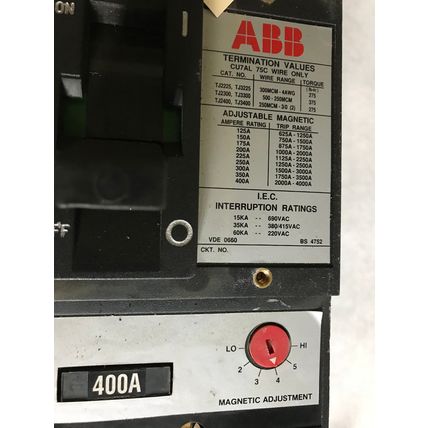 ON
ABB
TERMINATION VALUES
CU7AL 75C WIRE ONLY
CAT. NO. WIRE RANGE TORQUE
TJ2225, TJ3225 300MCM - 4AWG 275
TJ2300, TJ3300 500 - 250MCM 375
TJ2400, TJ3400 250MCM - 3/0 (2) 275
ADJUSTABLE MAGNETIC
AMPERE RATING TRIP RANGE
125A 625A - 1250A
150A 750A - 1500A
175A 875A - 1750A
200A 1000A - 2000A
225A 1125A - 2250A
250A 1250A - 2500A
300A 1500A - 3000A
350A 1750A - 3500A
400A 2000A - 4000A
I.E.C.
INTERRUPTION RATINGS
15KA -- 690VAC
35KA -- 380/415VAC
60KA -- 220VAC
VDE 0660 BS 4752
CKT. NO.
LO HI
2 3 4 5
400A
MAGNETIC ADJUSTMENT